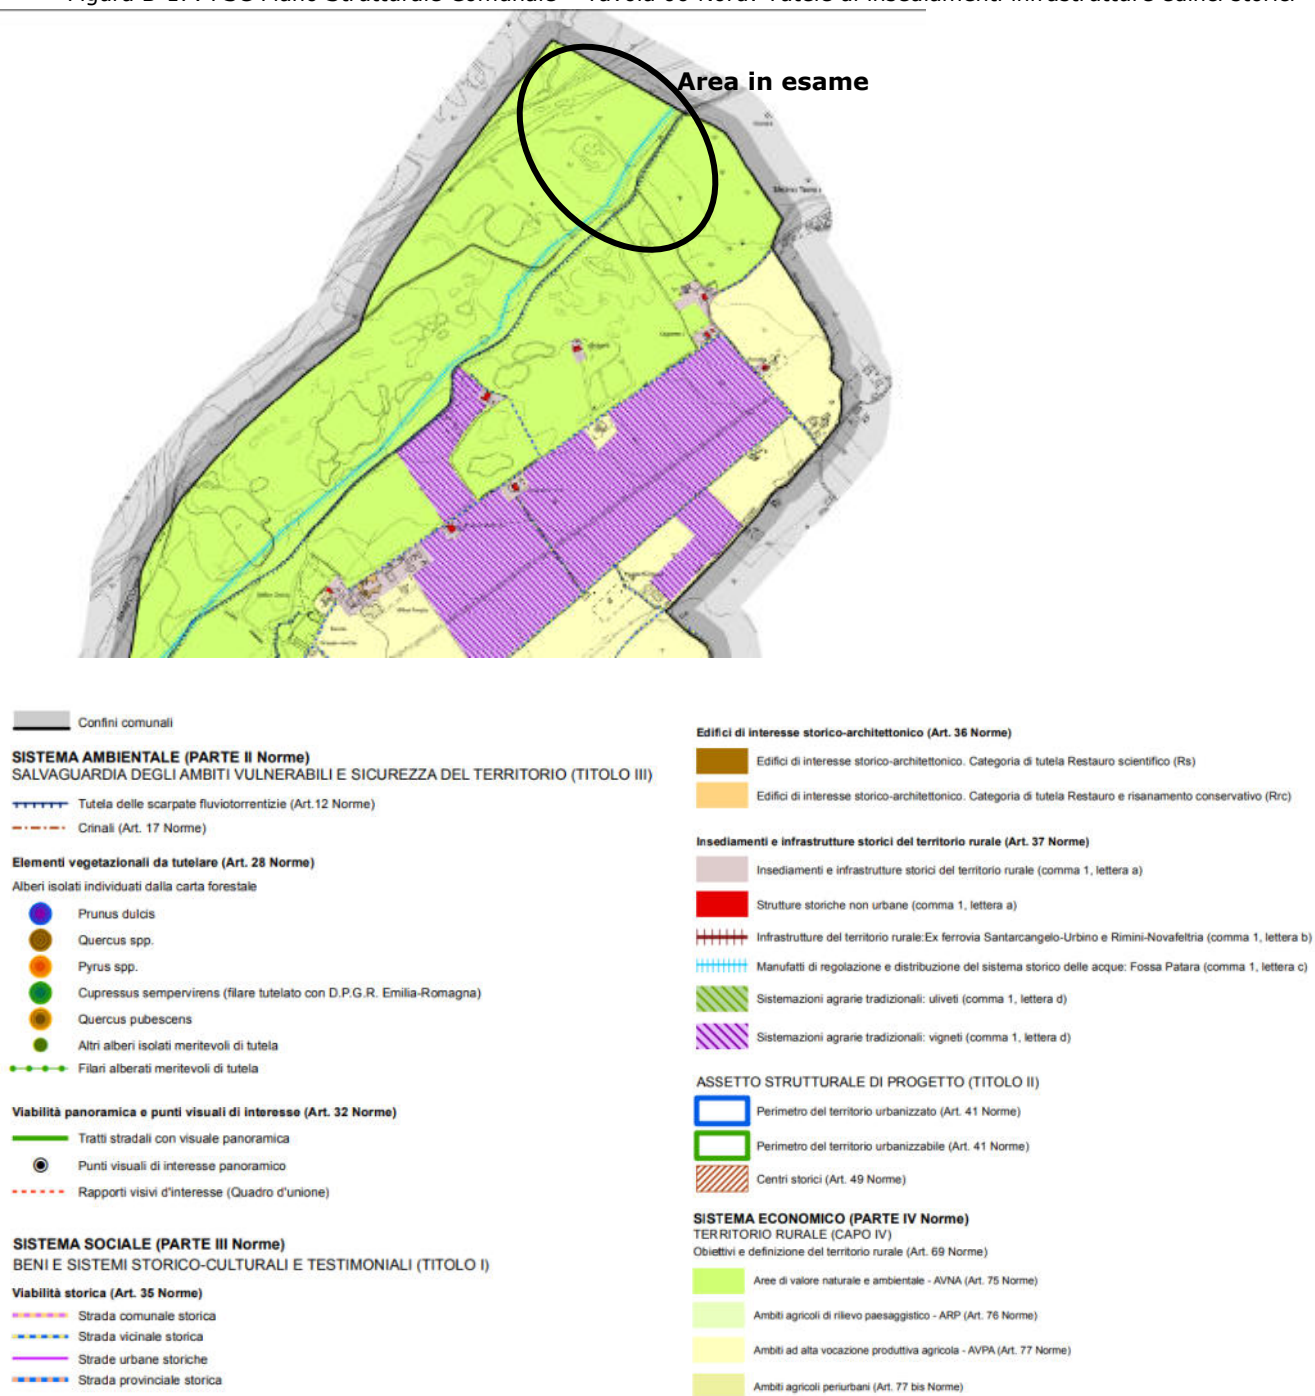 Figura B-1: PSC Piano Strutturale Comunale – Tavola 06 Nord: Tutele di insediamenti infrastrutture edifici storici
Area in esame
Confini comunali
SISTEMA AMBIENTALE (PARTE II Norme)
SALVAGUARDIA DEGLI AMBITI VULNERABILI E SICUREZZA DEL TERRITORIO (TITOLO III)
Tutela delle scarpate fluviotorrentizie (Art.12 Norme)
Crinali (Art. 17 Norme)
Elementi vegetazionali da tutelare (Art. 28 Norme)
Alberi isolati individuati dalla carta forestale
Prunus dulcis
Quercus spp.
Pyrus spp.
Cupressus sempervirens (filare tutelato con D.P.G.R. Emilia-Romagna)
Quercus pubescens
Altri alberi isolati meritevoli di tutela
Filari alberati meritevoli di tutela
Viabilità panoramica e punti visuali di interesse (Art. 32 Norme)
Tratti stradali con visuale panoramica
Punti visuali di interesse panoramico
Rapporti visivi d'interesse (Quadro d'unione)
SISTEMA SOCIALE (PARTE III Norme)
BENI E SISTEMI STORICO-CULTURALI E TESTIMONIALI (TITOLO I)
Viabilità storica (Art. 35 Norme)
Strada comunale storica
Strada vicinale storica
Strade urbane storiche
Strada provinciale storica
Edifici di interesse storico-architettonico (Art. 36 Norme)
Edifici di interesse storico-architettonico. Categoria di tutela Restauro scientifico (Rs)
Edifici di interesse storico-architettonico. Categoria di tutela Restauro e risanamento conservativo (Rrc)
Insediamenti e infrastrutture storici del territorio rurale (Art. 37 Norme)
Insediamenti e infrastrutture storici del territorio rurale (comma 1, lettera a)
Strutture storiche non urbane (comma 1, lettera a)
Infrastrutture del territorio rurale:Ex ferrovia Santarcangelo-Urbino e Rimini-Novafeltria (comma 1, lettera b)
Manufatti di regolazione e distribuzione del sistema storico delle acque: Fossa Patara (comma 1, lettera c)
Sistemazioni agrarie tradizionali: uliveti (comma 1, lettera d)
Sistemazioni agrarie tradizionali: vigneti (comma 1, lettera d)
ASSETTO STRUTTURALE DI PROGETTO (TITOLO II)
Perimetro del territorio urbanizzato (Art. 41 Norme)
Perimetro del territorio urbanizzabile (Art. 41 Norme)
Centri storici (Art. 49 Norme)
SISTEMA ECONOMICO (PARTE IV Norme)
TERRITORIO RURALE (CAPO IV)
Obiettivi e definizione del territorio rurale (Art. 69 Norme)
Aree di valore naturale e ambientale - AVNA (Art. 75 Norme)
Ambiti agricoli di rilievo paesaggistico - ARP (Art. 76 Norme)
Ambiti ad alta vocazione produttiva agricola - AVPA (Art. 77 Norme)
Ambiti agricoli periurbani (Art. 77 bis Norme)